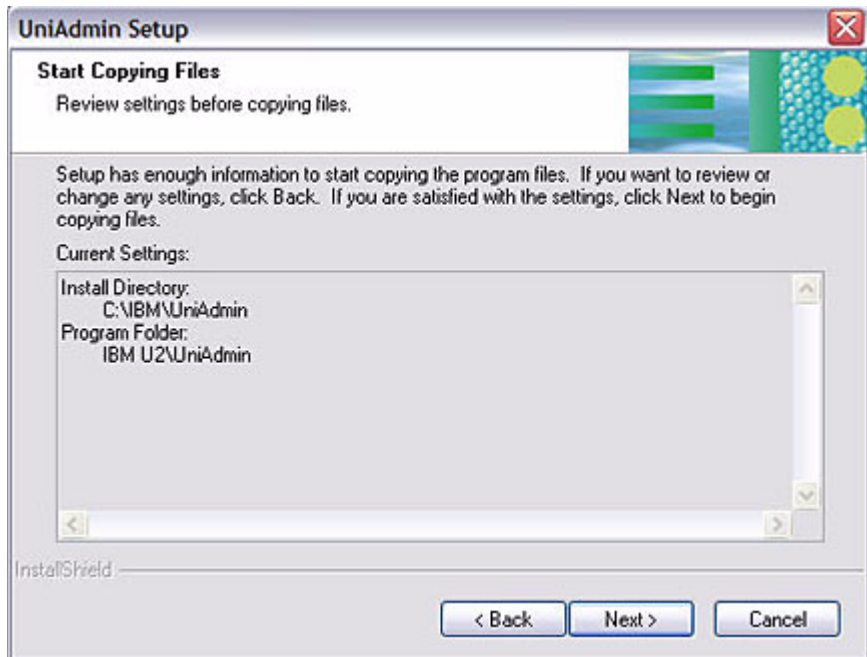 UniAdmin Setup
Start Copying Files
Review settings before copying files.
Setup has enough information to start copying the program files. If you want to review or
change any settings, click Back. If you are satisfied with the settings, click Next to begin
copying files.
Current Settings:
Install Directory:
C:\IBM\UniAdmin
Program Folder:
IBM U2\UniAdmin
InstallShield
< Back
Next >
Cancel